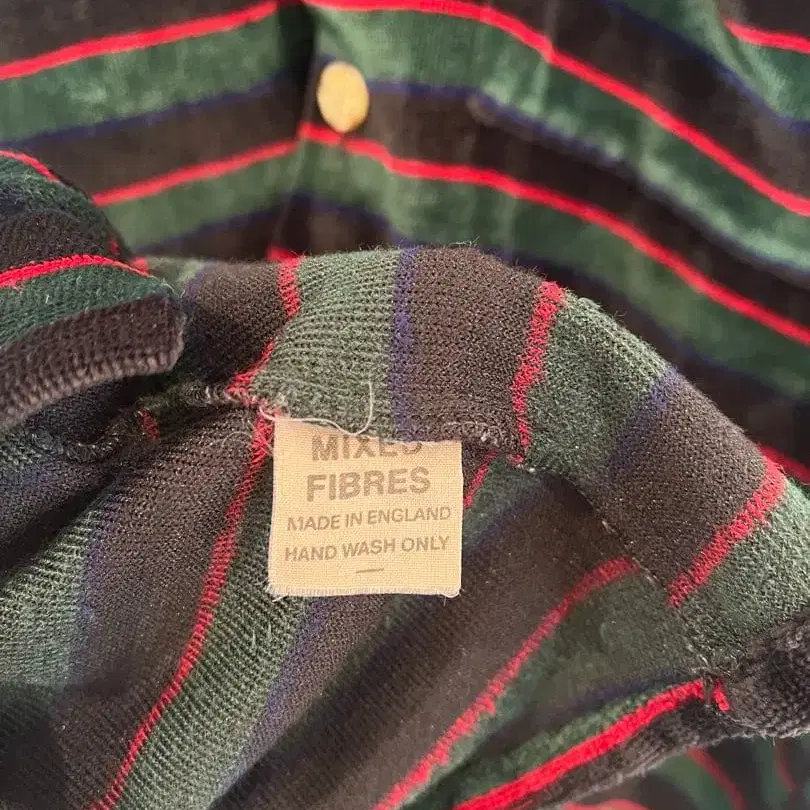 MIXED
FIBRES
MADE IN ENGLAND
HAND WASH ONLY